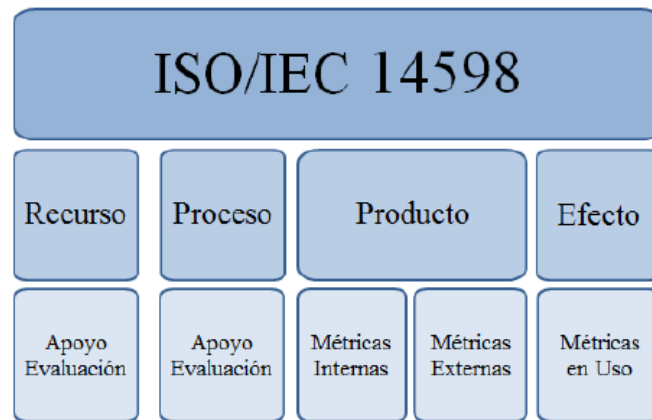 ISO/IEC 14598
Recurso
Proceso
Producto
Efecto
Apoyo
Evaluación
Apoyo
Evaluación
Métricas
Internas
Métricas
Externas
Métricas
en Uso